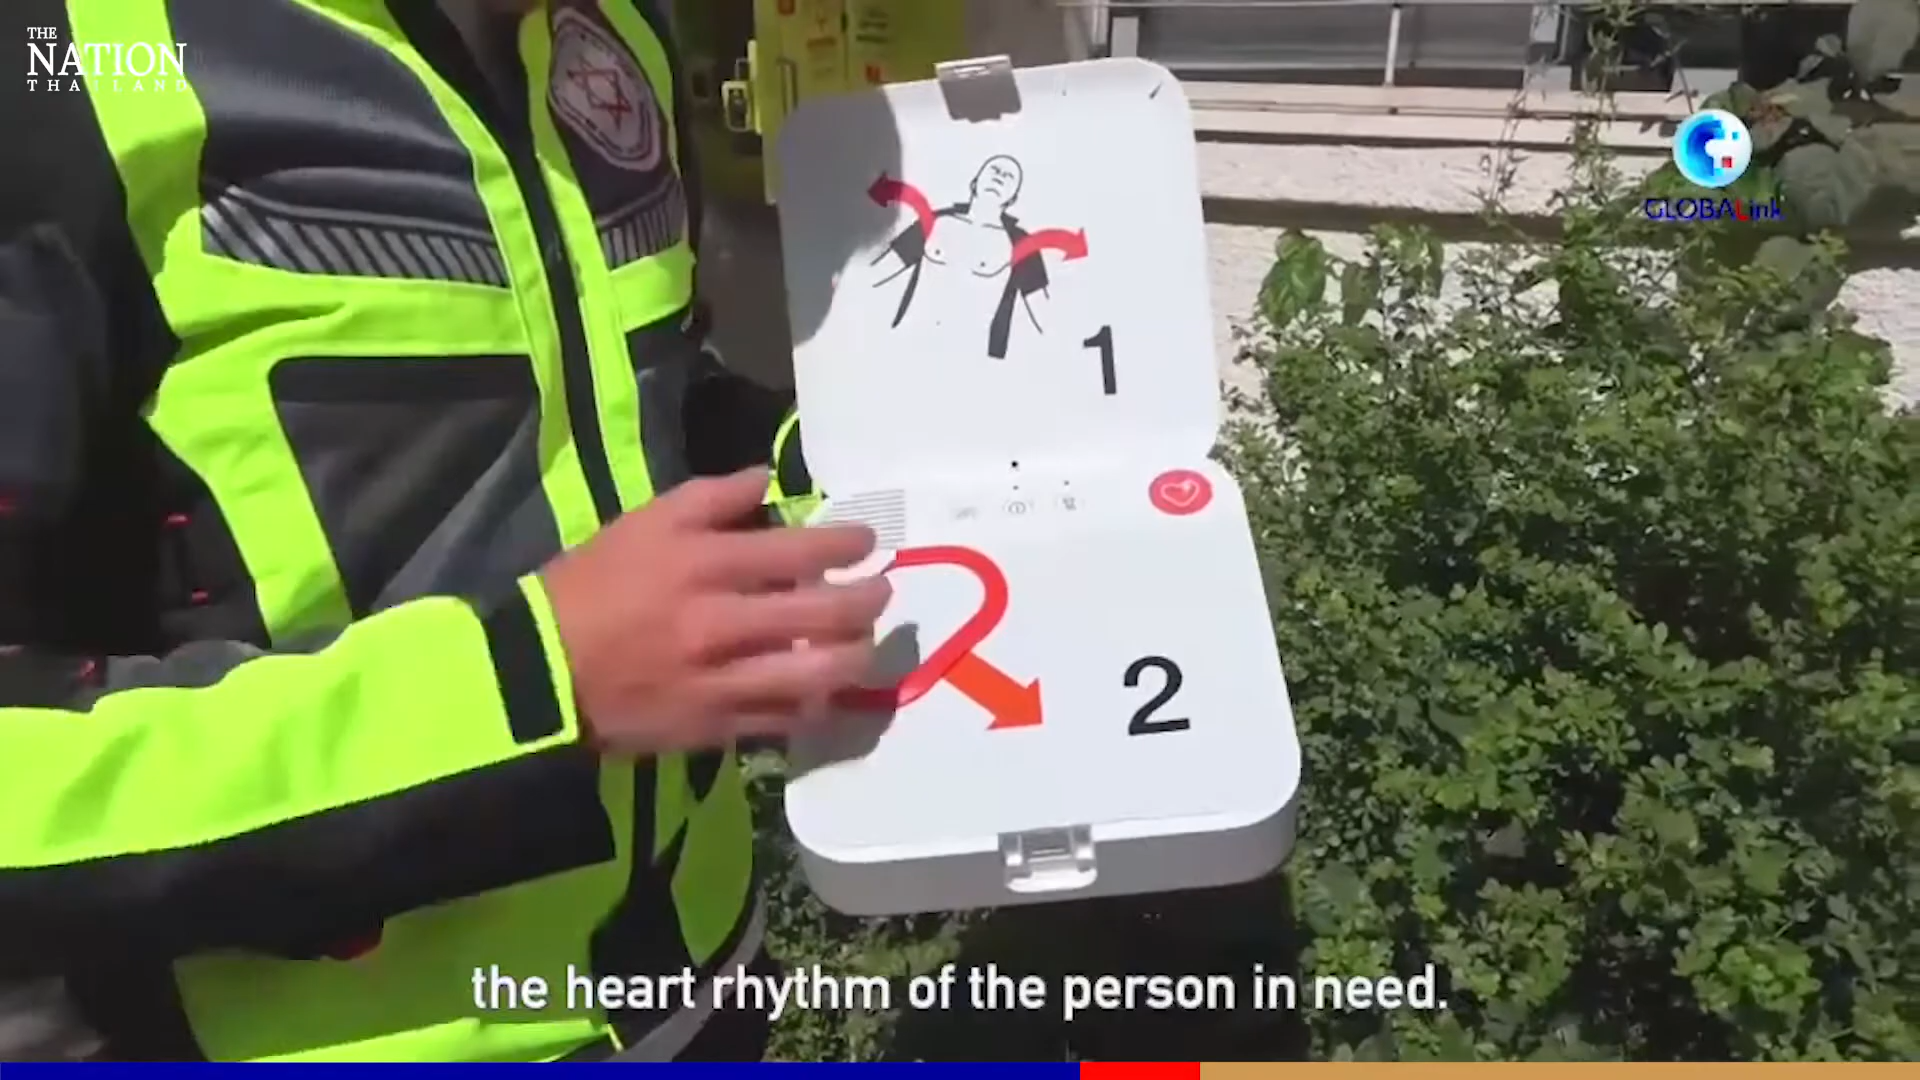 THE
NATION
THAILAND
GLOBALink
1
2
the heart rhythm of the person in need.